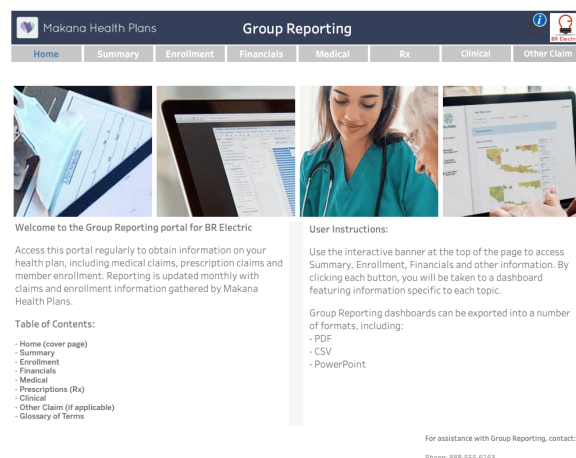 Makana Health Plans
Group Reporting
i
BR Electr
Home
Summary
Enrollment
Financials
Medical
Rx
Clinical
Other Claim
Welcome to the Group Reporting portal for BR Electric
Access this portal regularly to obtain information on your
health plan, including medical claims, prescription claims and
member enrollment. Reporting is updated monthly with
claims and enrollment information gathered by Makana
Health Plans.
Table of Contents:
- Home (cover page)
- Summary
- Enrollment
- Financials
- Medical
- Prescriptions (Rx)
- Clinical
- Other Claim (if applicable)
- Glossary of Terms
User Instructions:
Use the interactive banner at the top of the page to access
Summary, Enrollment, Financials and other information. By
clicking each button, you will be taken to a dashboard
featuring information specific to each topic.
Group Reporting dashboards can be exported into a number
of formats, including:
- PDF
- CSV
- PowerPoint
For assistance with Group Reporting, contact:
Phone: 888-555-6163